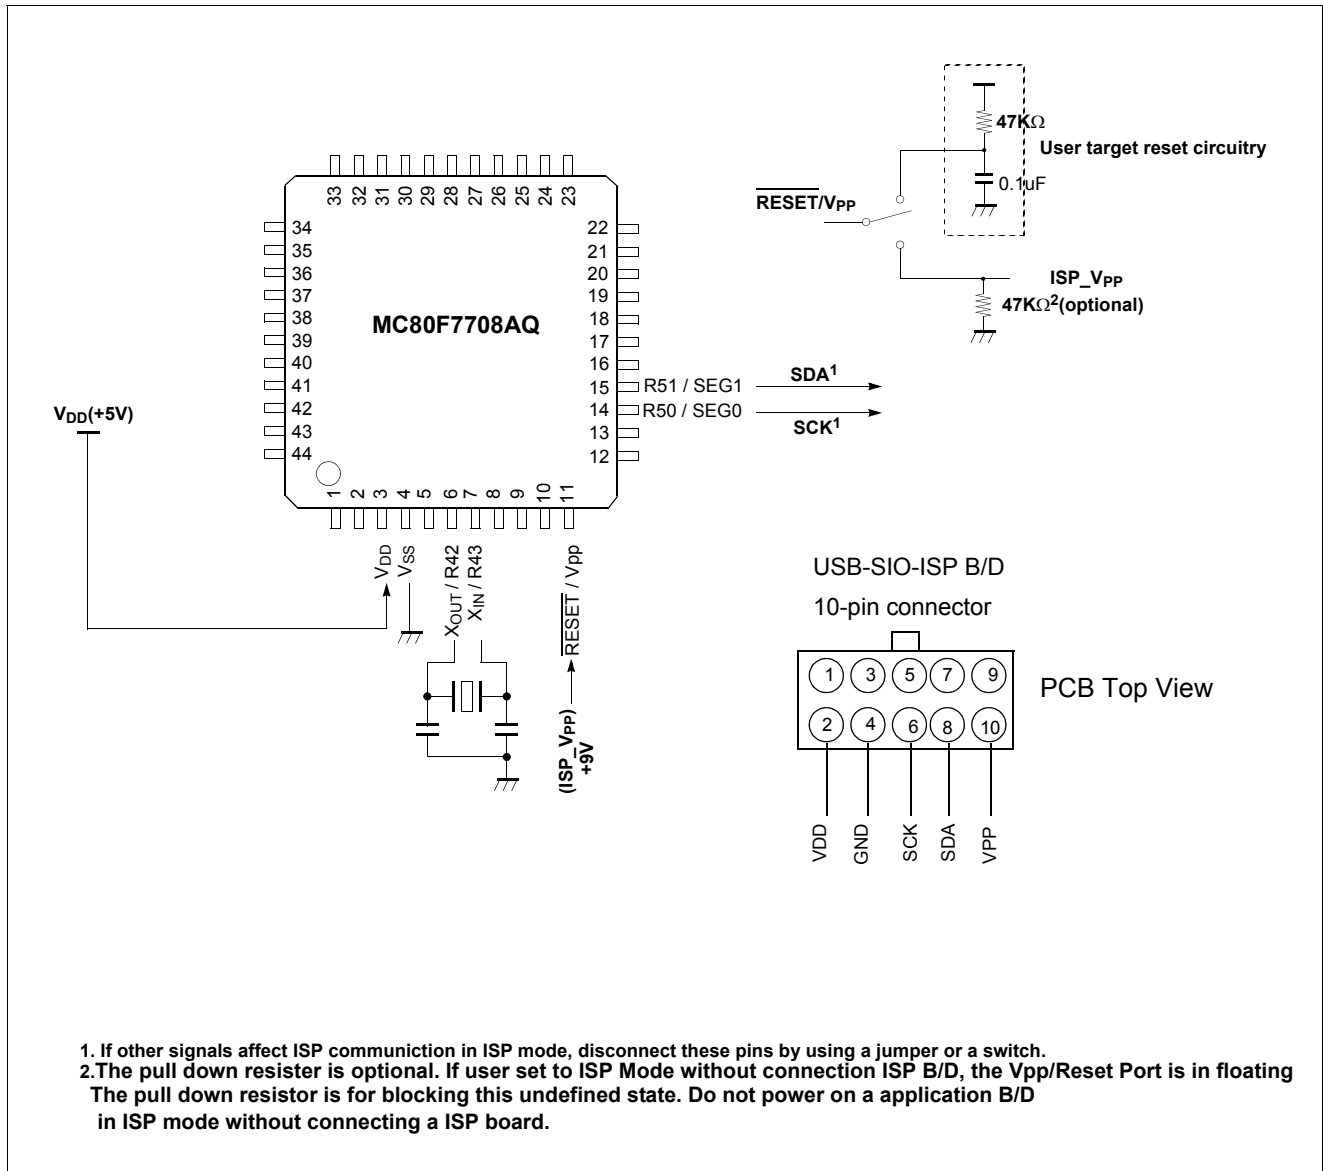 47KΩ
User target reset circuitry
0.1uF
RESET/VPP
ISP_VPP
47KΩ2(optional)
33 32 31 30 29 28 27 26 25 24 23
34
35
36
37
38
39
40
41
42
43
44
22
21
20
19
18
17
16
15
14
13
12
MC80F7708AQ
R51 / SEG1
R50 / SEG0
SDA1
SCK1
VDD(+5V)
1 2 3 4 5 6 7 8 9 10 11
VDD
VSS
XOUT / R42
XIN / R43
RESET / Vpp
(ISP_VPP)
+9V
USB-SIO-ISP B/D
10-pin connector
1 3 5 7 9
2 4 6 8 10
PCB Top View
VDD
GND
SCK
SDA
VPP
1. If other signals affect ISP communiction in ISP mode, disconnect these pins by using a jumper or a switch.
2.The pull down resister is optional. If user set to ISP Mode without connection ISP B/D, the Vpp/Reset Port is in floating
The pull down resistor is for blocking this undefined state. Do not power on a application B/D
in ISP mode without connecting a ISP board.